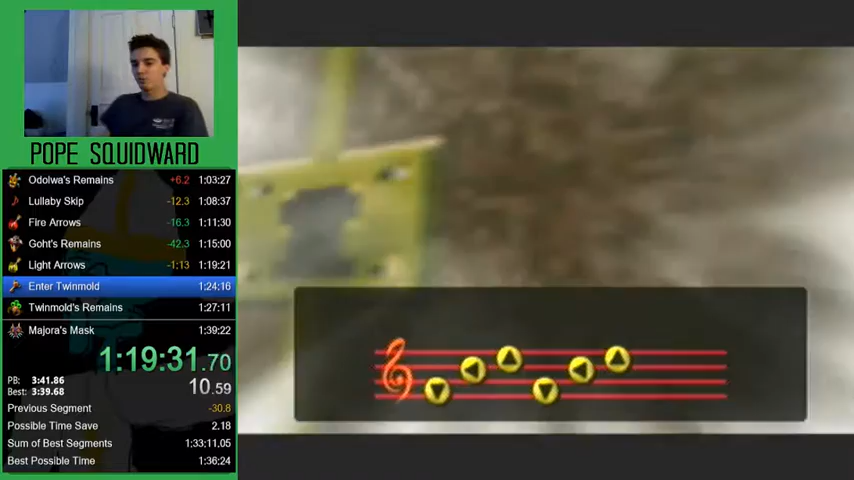 POPE SQUIDWARD
Odolwa's Remains +6.2 1:03:27
Lullaby Skip -12.3 1:08:37
Fire Arrows -16.3 1:11:30
Goht's Remains -42.3 1:15:00
Light Arrows -1:13 1:19:21
Enter Twinmold 1:24:16
Twinmold's Remains 1:27:11
Majora's Mask 1:39:22
1:19:31.70
PB: 3:41.86
Best: 3:39.68
10.59
Previous Segment -30.8
Possible Time Save 2.18
Sum of Best Segments 1:33:11.05
Best Possible Time 1:36:24